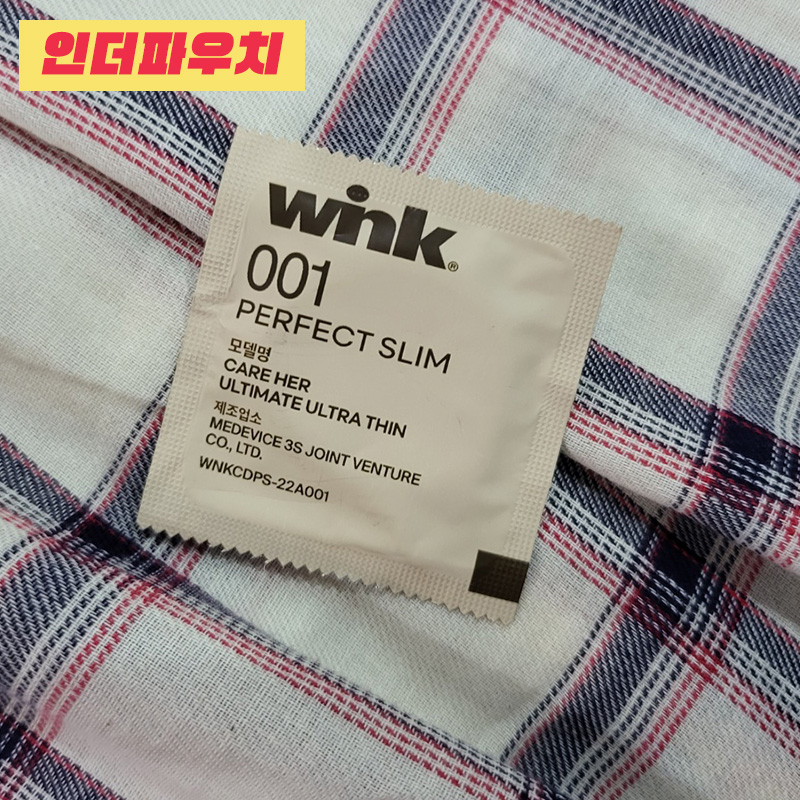 인더파우치
wink®
001
PERFECT SLIM
모델명
CARE HER
ULTIMATE ULTRA THIN
제조업소
MEDEVICE 3S JOINT VENTURE
CO., LTD.
WNKCDPS-22A001